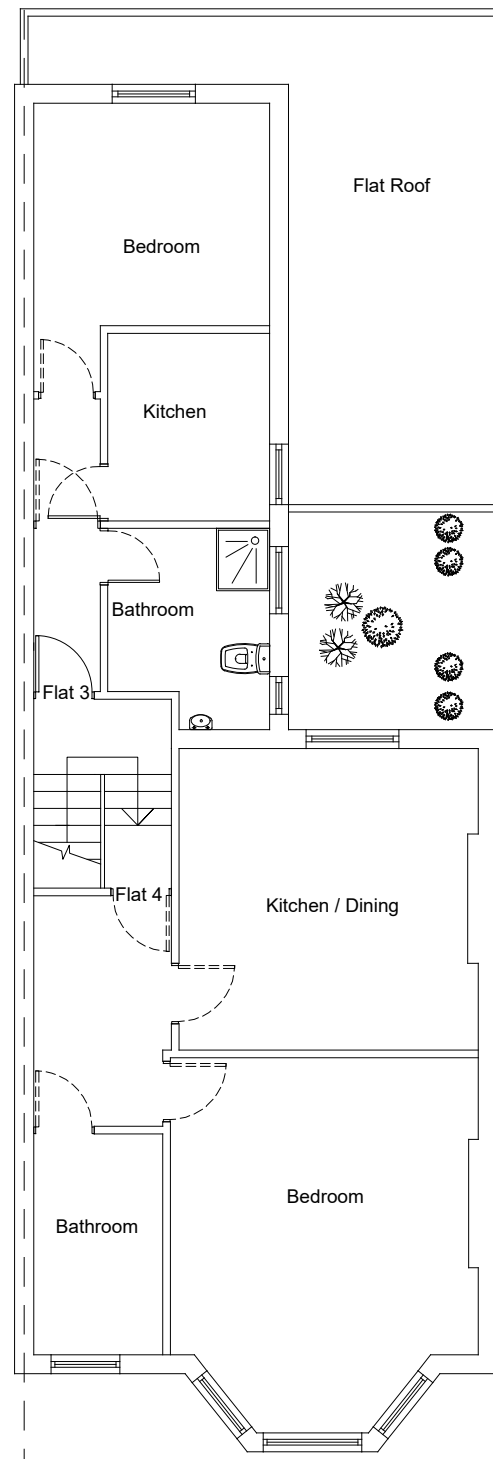 Flat Roof
Bedroom
Kitchen
Bathroom
Flat 3
Flat 4
Kitchen / Dining
Bedroom
Bathroom